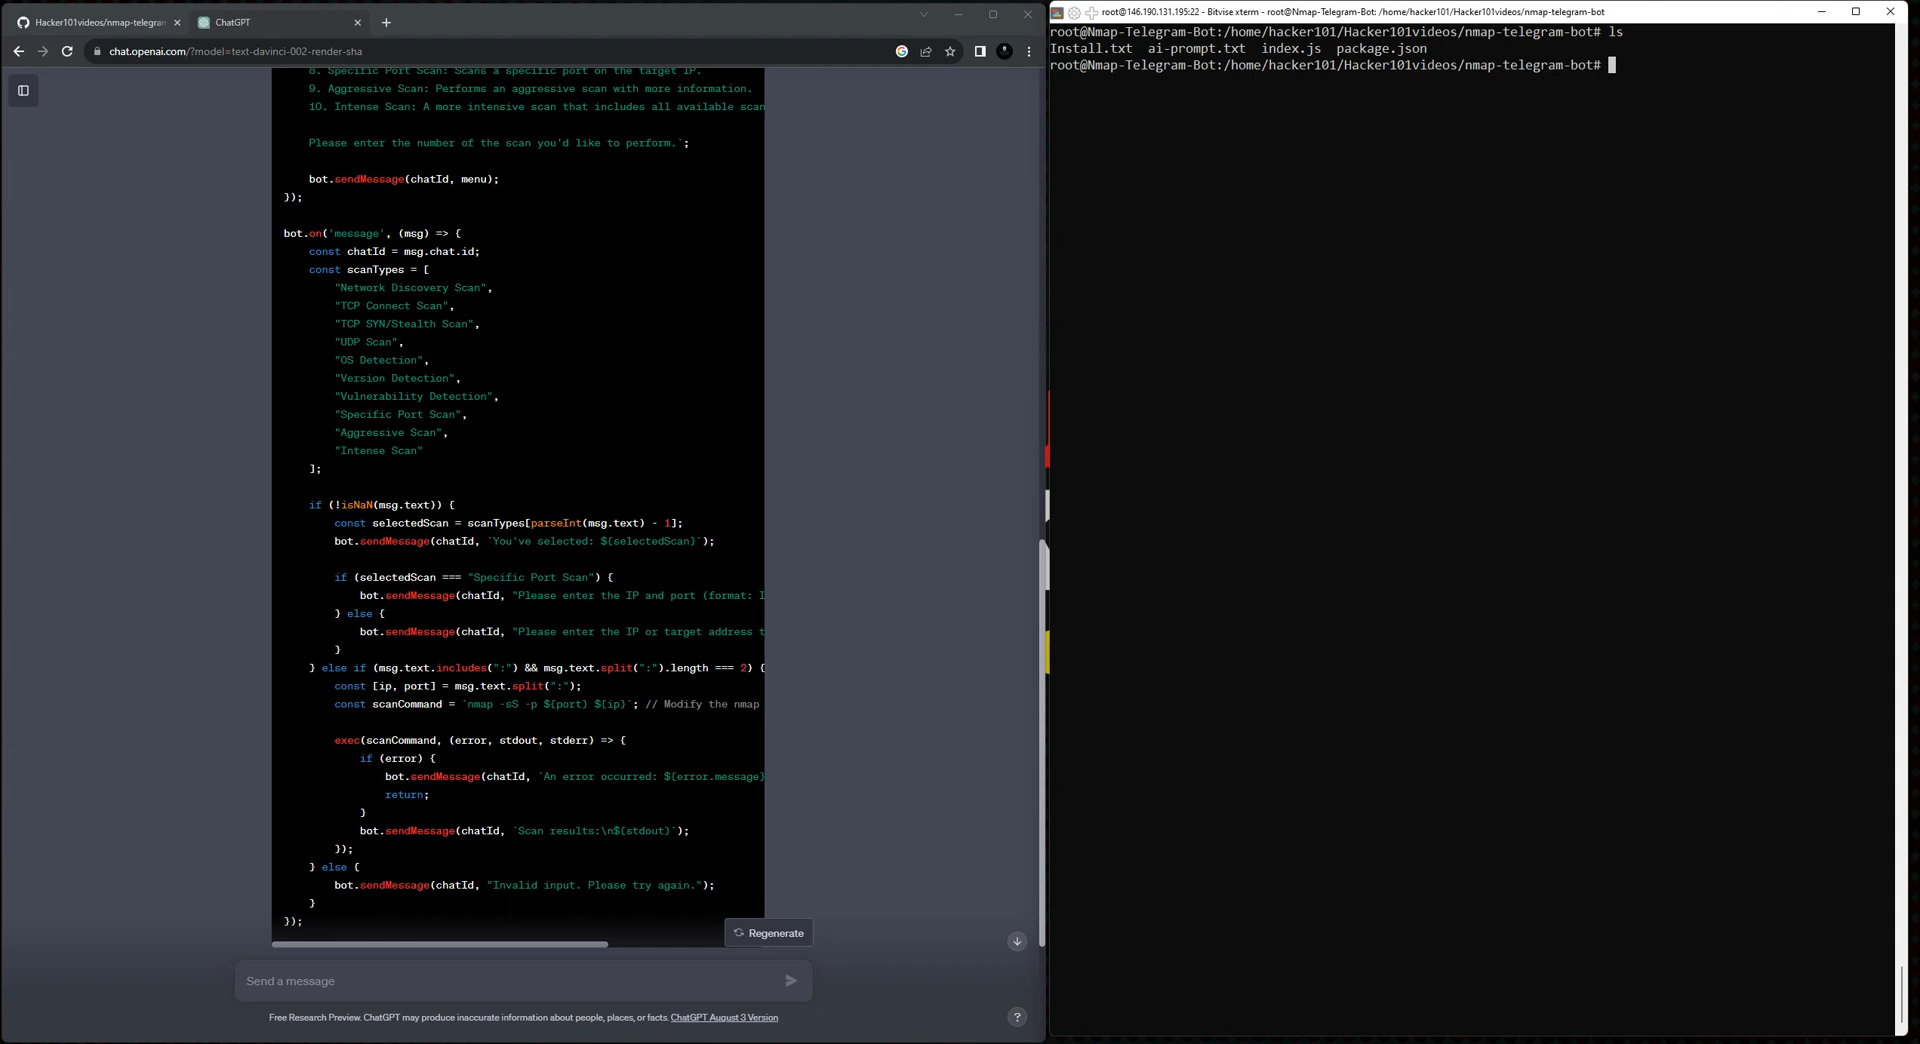 Hacker101videos/nmap-telegram
ChatGPT
chat.openai.com/?model=text-davinci-002-render-sha
8. Specific Port Scan: Scans a specific port on the target IP.
9. Aggressive Scan: Performs an aggressive scan with more information.
10. Intense Scan: A more intensive scan that includes all available scan
Please enter the number of the scan you'd like to perform.`;
bot.sendMessage(chatId, menu);
});
bot.on('message', (msg) => {
const chatId = msg.chat.id;
const scanTypes = [
"Network Discovery Scan",
"TCP Connect Scan",
"TCP SYN/Stealth Scan",
"UDP Scan",
"OS Detection",
"Version Detection",
"Vulnerability Detection",
"Specific Port Scan",
"Aggressive Scan",
"Intense Scan"
];
if (!isNaN(msg.text)) {
const selectedScan = scanTypes[parseInt(msg.text) - 1];
bot.sendMessage(chatId, `You've selected: ${selectedScan}`);
if (selectedScan === "Specific Port Scan") {
bot.sendMessage(chatId, "Please enter the IP and port (format: I
} else {
bot.sendMessage(chatId, "Please enter the IP or target address t
}
} else if (msg.text.includes(":") && msg.text.split(":").length === 2) {
const [ip, port] = msg.text.split(":");
const scanCommand = `nmap -sS -p ${port} ${ip}`; // Modify the nmap
exec(scanCommand, (error, stdout, stderr) => {
if (error) {
bot.sendMessage(chatId, `An error occurred: ${error.message}
return;
}
bot.sendMessage(chatId, `Scan results:\n${stdout}`);
});
} else {
bot.sendMessage(chatId, "Invalid input. Please try again.");
}
});
Regenerate
Send a message
Free Research Preview. ChatGPT may produce inaccurate information about people, places, or facts. ChatGPT August 3 Version
?
root@146.190.131.195:22 - Bitvise xterm - root@Nmap-Telegram-Bot: /home/hacker101/Hacker101videos/nmap-telegram-bot
root@Nmap-Telegram-Bot:/home/hacker101/Hacker101videos/nmap-telegram-bot# ls
Install.txt  ai-prompt.txt  index.js  package.json
root@Nmap-Telegram-Bot:/home/hacker101/Hacker101videos/nmap-telegram-bot#